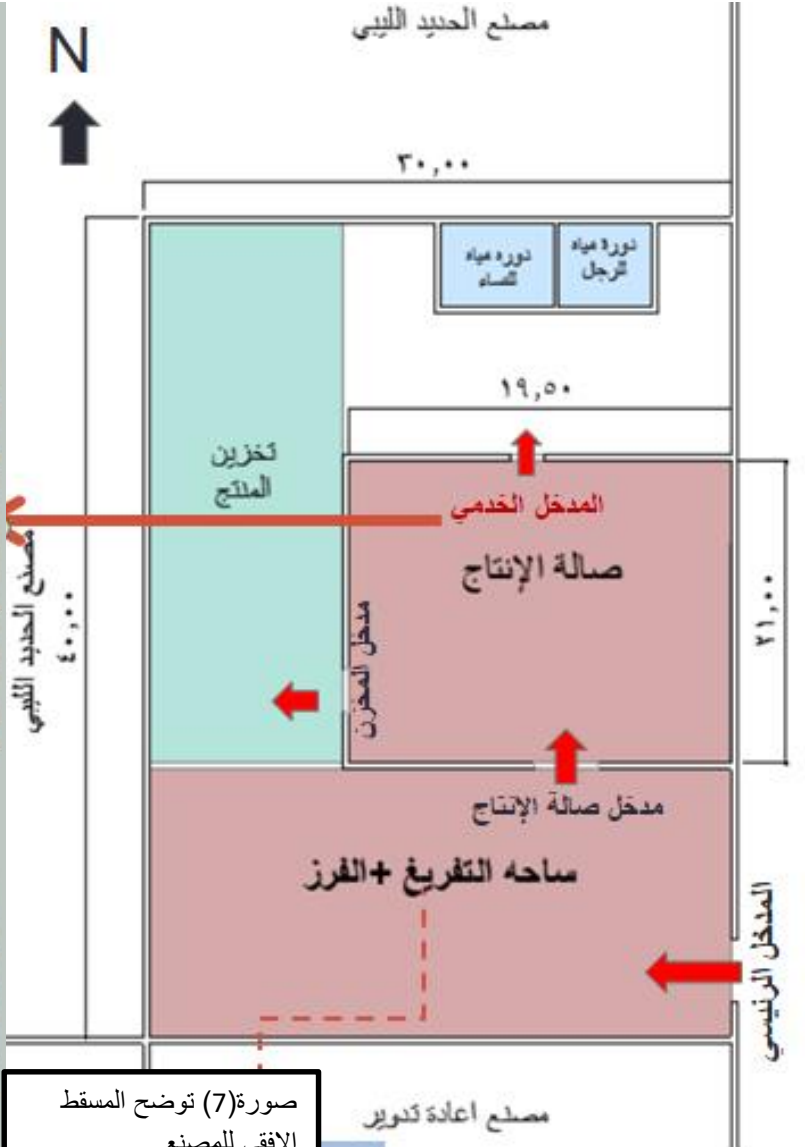 مصنع الحديد الليبي
N
٣٠,٠٠
دوره مياه
للنساء
دورة مياه
للرجل
١٩,٥٠
تخزين
المنتج
المدخل الخدمي
صالة الإنتاج
مصنع الحديد الليبي
٤٠,٠٠
٢١,٠٠
مدخل المخزن
مدخل صالة الإنتاج
ساحه التفريغ +الفرز
المدخل الرئيسي
مصنع اعادة تدوير
صورة(7) توضح المسقط
الافقي للمصنع